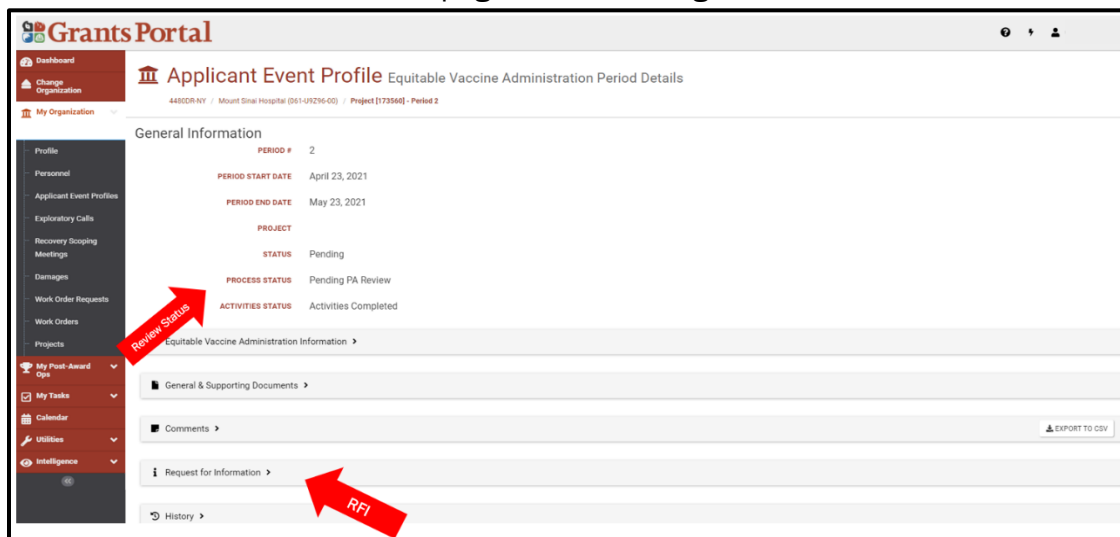 Grants Portal
Dashboard
Change
Organization
My Organization
Profile
Personnel
Applicant Event Profiles
Exploratory Calls
Recovery Scoping
Meetings
Damages
Work Order Requests
Work Orders
Projects
My Post-Award
Ops
My Tasks
Calendar
Utilities
Intelligence
Applicant Event Profile Equitable Vaccine Administration Period Details
4480DR-NY / Mount Sinai Hospital (061-U9Z96-00) / Project [173560] - Period 2
General Information
PERIOD # 2
PERIOD START DATE April 23, 2021
PERIOD END DATE May 23, 2021
PROJECT
STATUS Pending
PROCESS STATUS Pending PA Review
ACTIVITIES STATUS Activities Completed
Review Status
Equitable Vaccine Administration Information >
General & Supporting Documents >
Comments >
EXPORT TO CSV
Request for Information >
RFI
History >